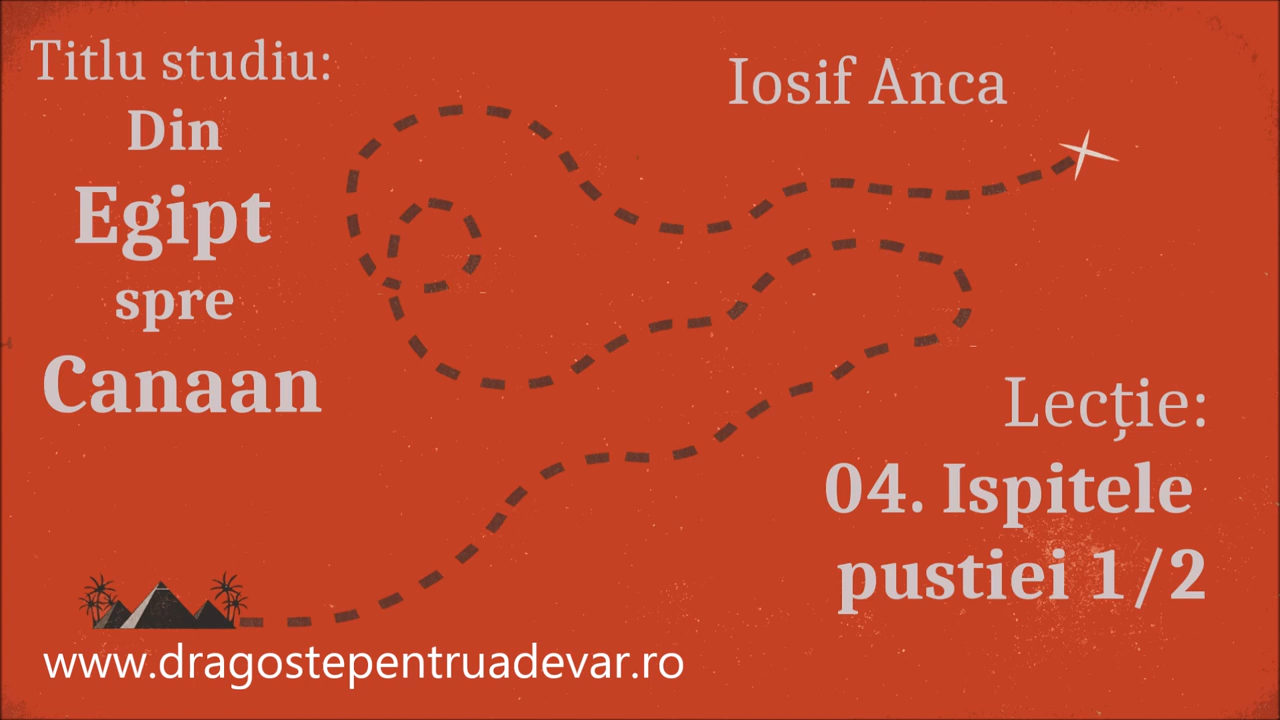 Titlu studiu:
Din
Egipt
spre
Canaan
Iosif Anca
Lecție:
04. Ispitele
pustiei 1/2
www.dragostepentruadevar.ro